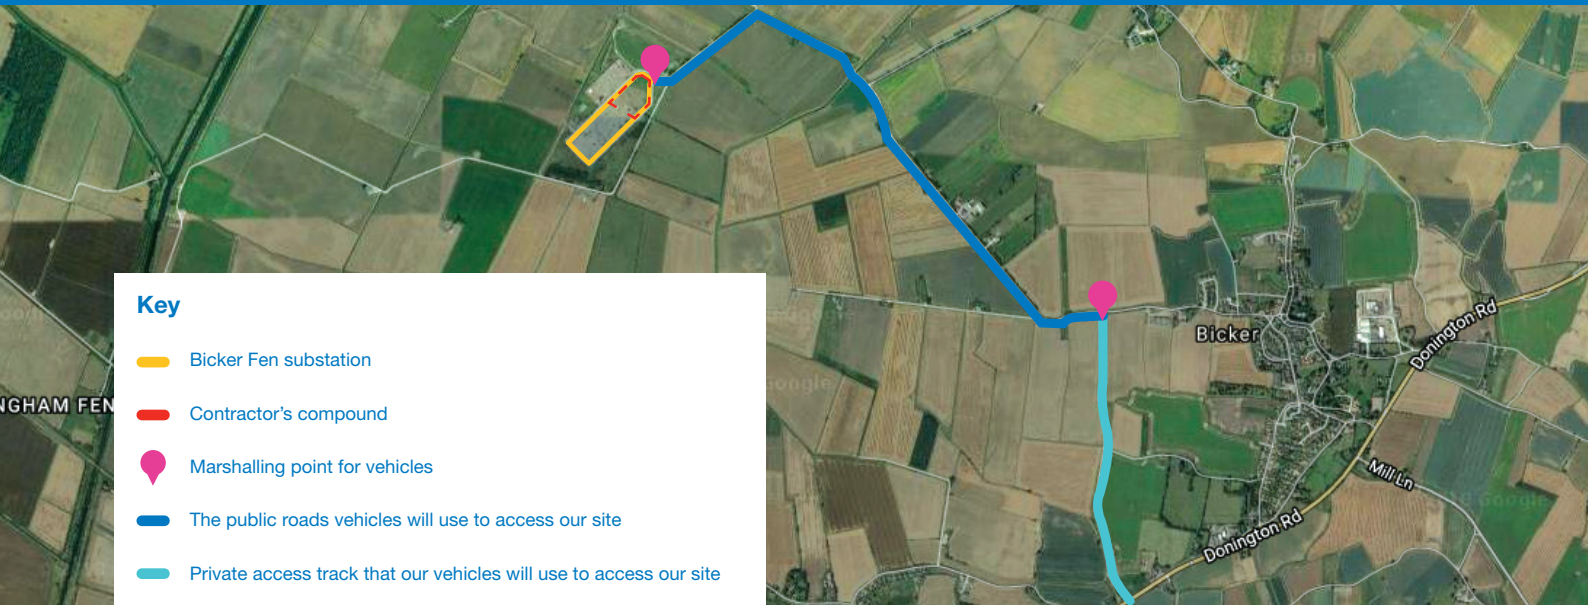 Bicker
Donington Rd
NGHAM FEN
Key
Bicker Fen substation
Contractor's compound
Marshalling point for vehicles
The public roads vehicles will use to access our site
Private access track that our vehicles will use to access our site
Mill Ln
Donington Rd
Google